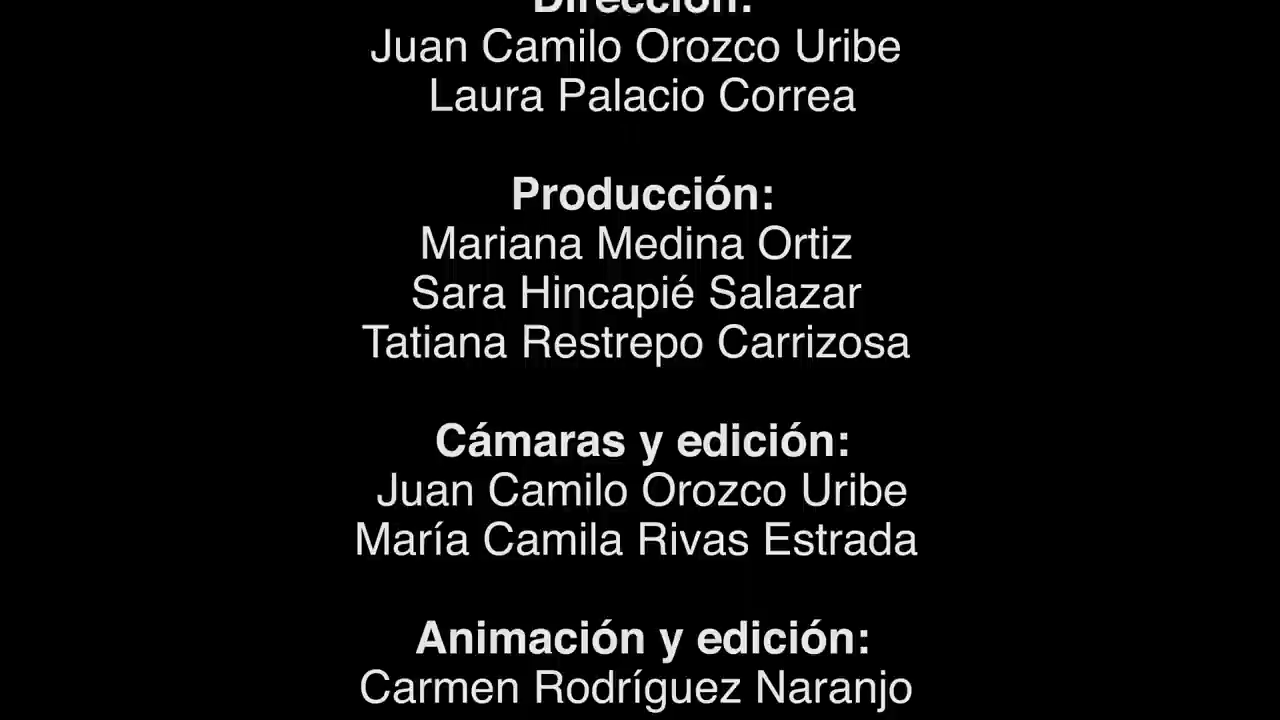 Dirección:
Juan Camilo Orozco Uribe
Laura Palacio Correa
Producción:
Mariana Medina Ortiz
Sara Hincapié Salazar
Tatiana Restrepo Carrizosa
Cámaras y edición:
Juan Camilo Orozco Uribe
María Camila Rivas Estrada
Animación y edición:
Carmen Rodríguez Naranjo